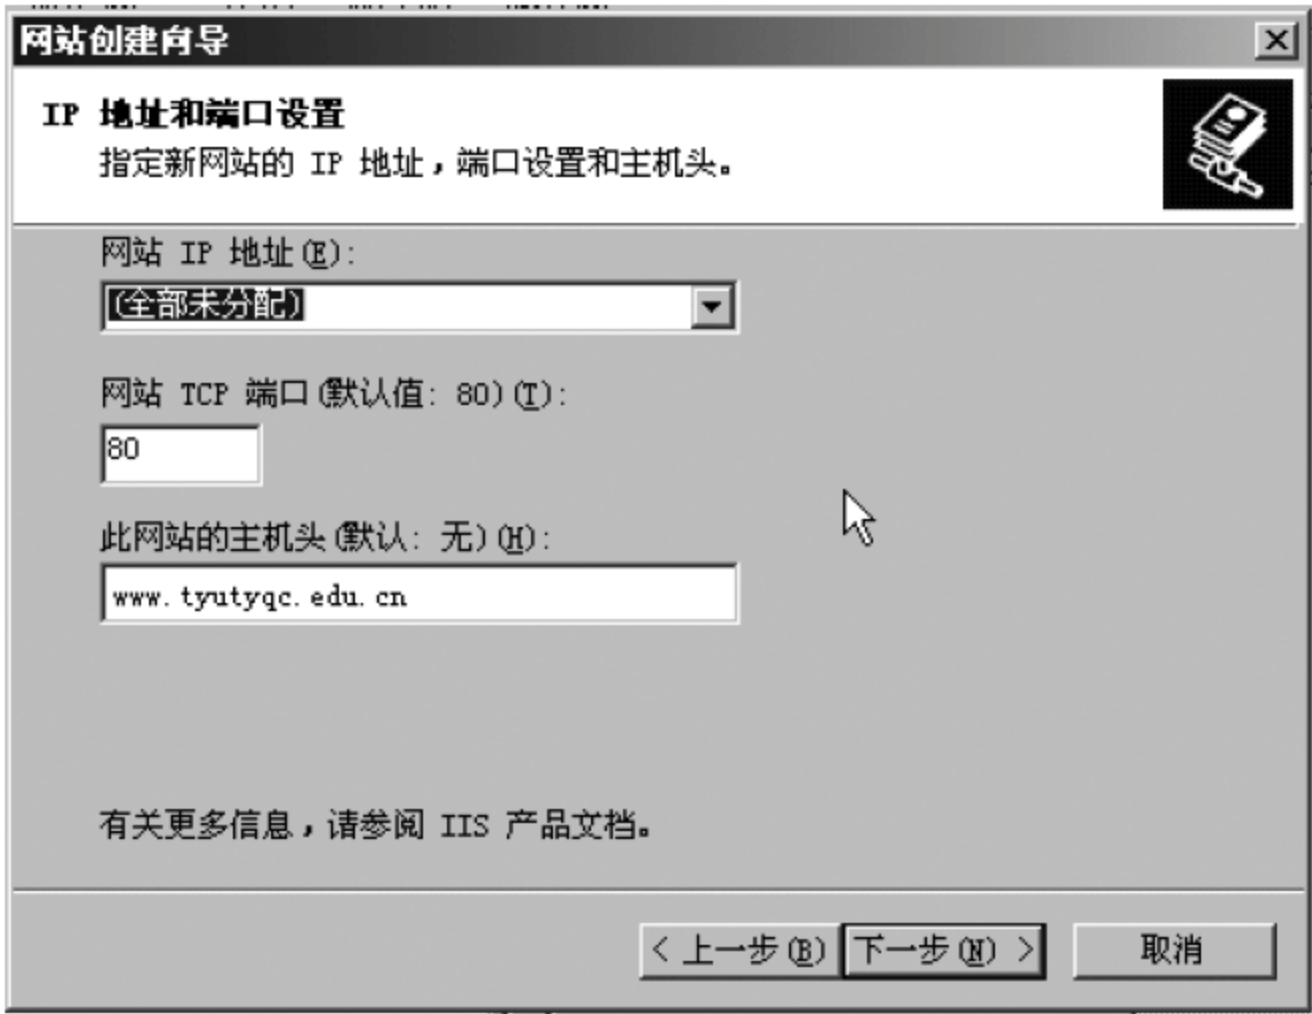 网站创建向导
IP 地址和端口设置
指定新网站的 IP 地址，端口设置和主机头。
网站 IP 地址(E):
(全部未分配)
网站 TCP 端口(默认值: 80)(T):
80
此网站的主机头(默认: 无)(H):
www.tyutyqc.edu.cn
有关更多信息，请参阅 IIS 产品文档。
< 上一步(B) 下一步(N) > 取消